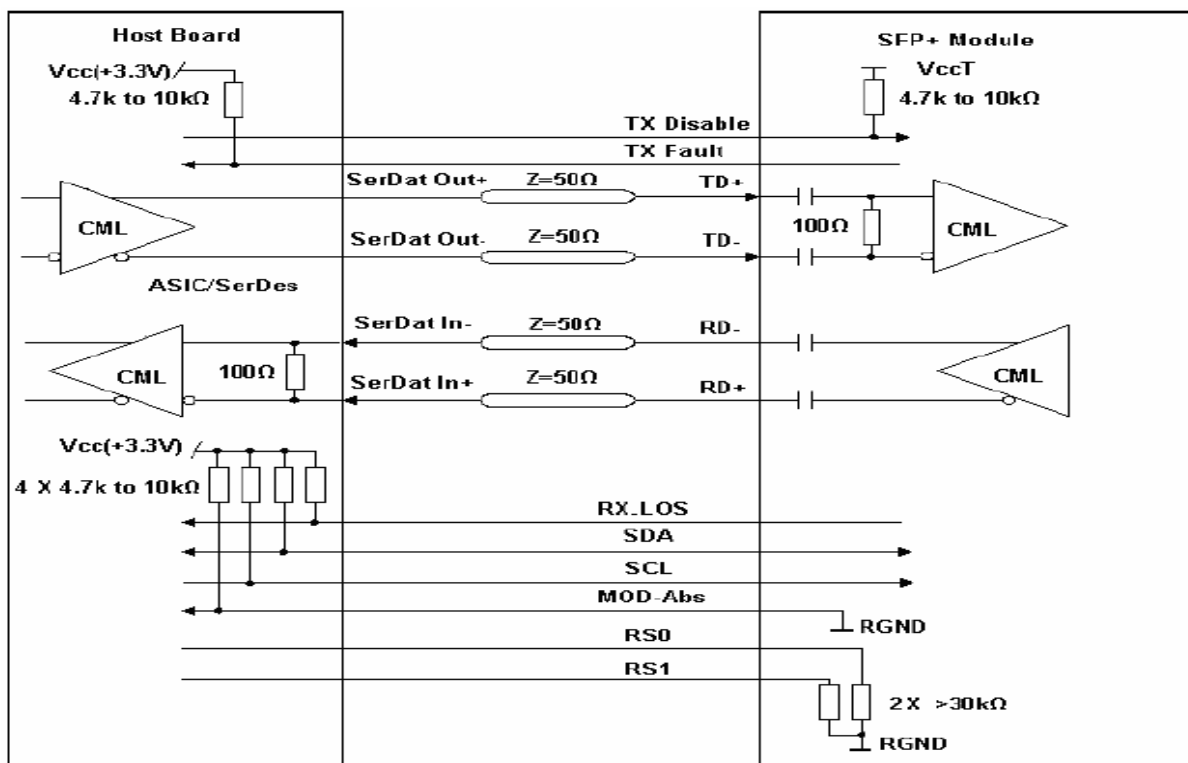 Host Board
SFP+ Module
Vcc(+3.3V)
4.7k to 10kΩ
VccT
4.7k to 10kΩ
TX Disable
TX Fault
SerDat Out+
Z=50Ω
TD+
CML
100Ω
CML
SerDat Out-
Z=50Ω
TD-
ASIC/SerDes
SerDat In-
Z=50Ω
RD-
CML
100Ω
SerDat In+
Z=50Ω
RD+
CML
Vcc(+3.3V)
4 X 4.7k to 10kΩ
RX_LOS
SDA
SCL
MOD-Abs
RGND
RS0
RS1
2X >30kΩ
RGND